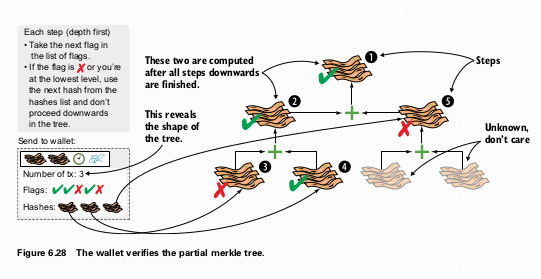 Each step (depth first)
• Take the next flag in
the list of flags.
• If the flag is ✗ or you're
at the lowest level, use
the next hash from the
hashes list and don't
proceed downwards
in the tree.
Send to wallet:
Number of tx: 3
Flags: ✓✓✗✓✗
Hashes:
These two are computed
after all steps downwards
are finished.
This reveals
the shape of
the tree.
1
Steps
2
5
Unknown,
don't care
3
4
Figure 6.28 The wallet verifies the partial merkle tree.